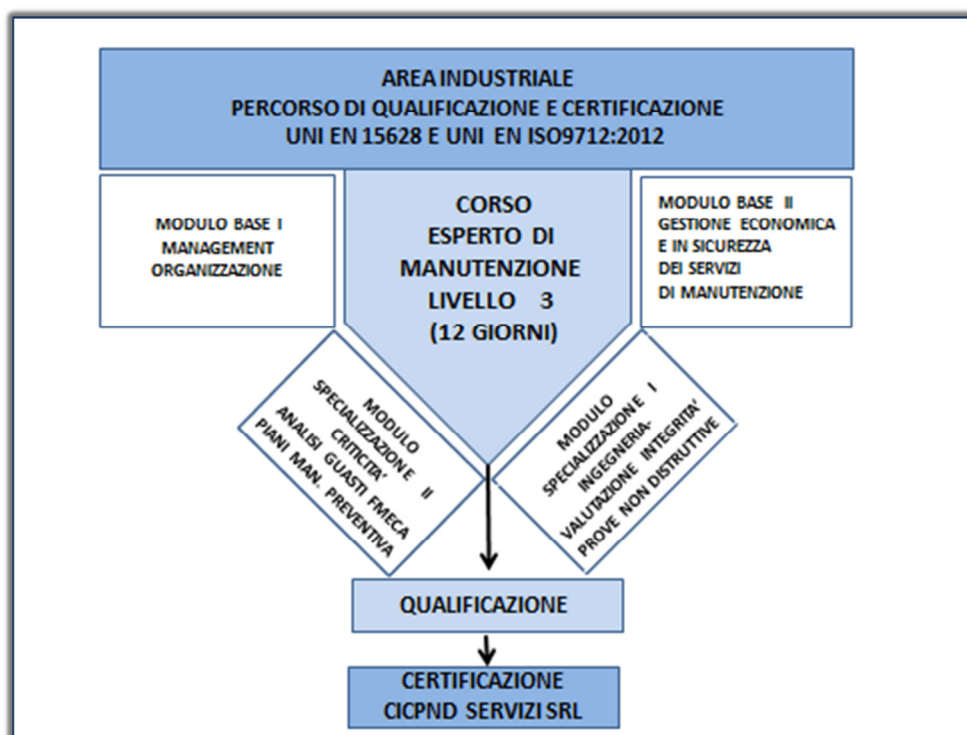 AREA INDUSTRIALE
PERCORSO DI QUALIFICAZIONE E CERTIFICAZIONE
UNI EN 15628 E UNI EN ISO9712:2012
MODULO BASE I
MANAGEMENT
ORGANIZZAZIONE
CORSO
ESPERTO DI
MANUTENZIONE
LIVELLO 3
(12 GIORNI)
MODULO BASE II
GESTIONE ECONOMICA
E IN SICUREZZA
DEI SERVIZI
DI MANUTENZIONE
MODULO
SPECIALIZZAZIONE II
CRITICITA'
ANALISI GUASTI FMECA
PIANI MAN. PREVENTIVA
MODULO
SPECIALIZZAZIONE I
INGEGNERIA-
VALUTAZIONE INTEGRITA'
PROVE NON DISTRUTTIVE
QUALIFICAZIONE
CERTIFICAZIONE
CICPND SERVIZI SRL